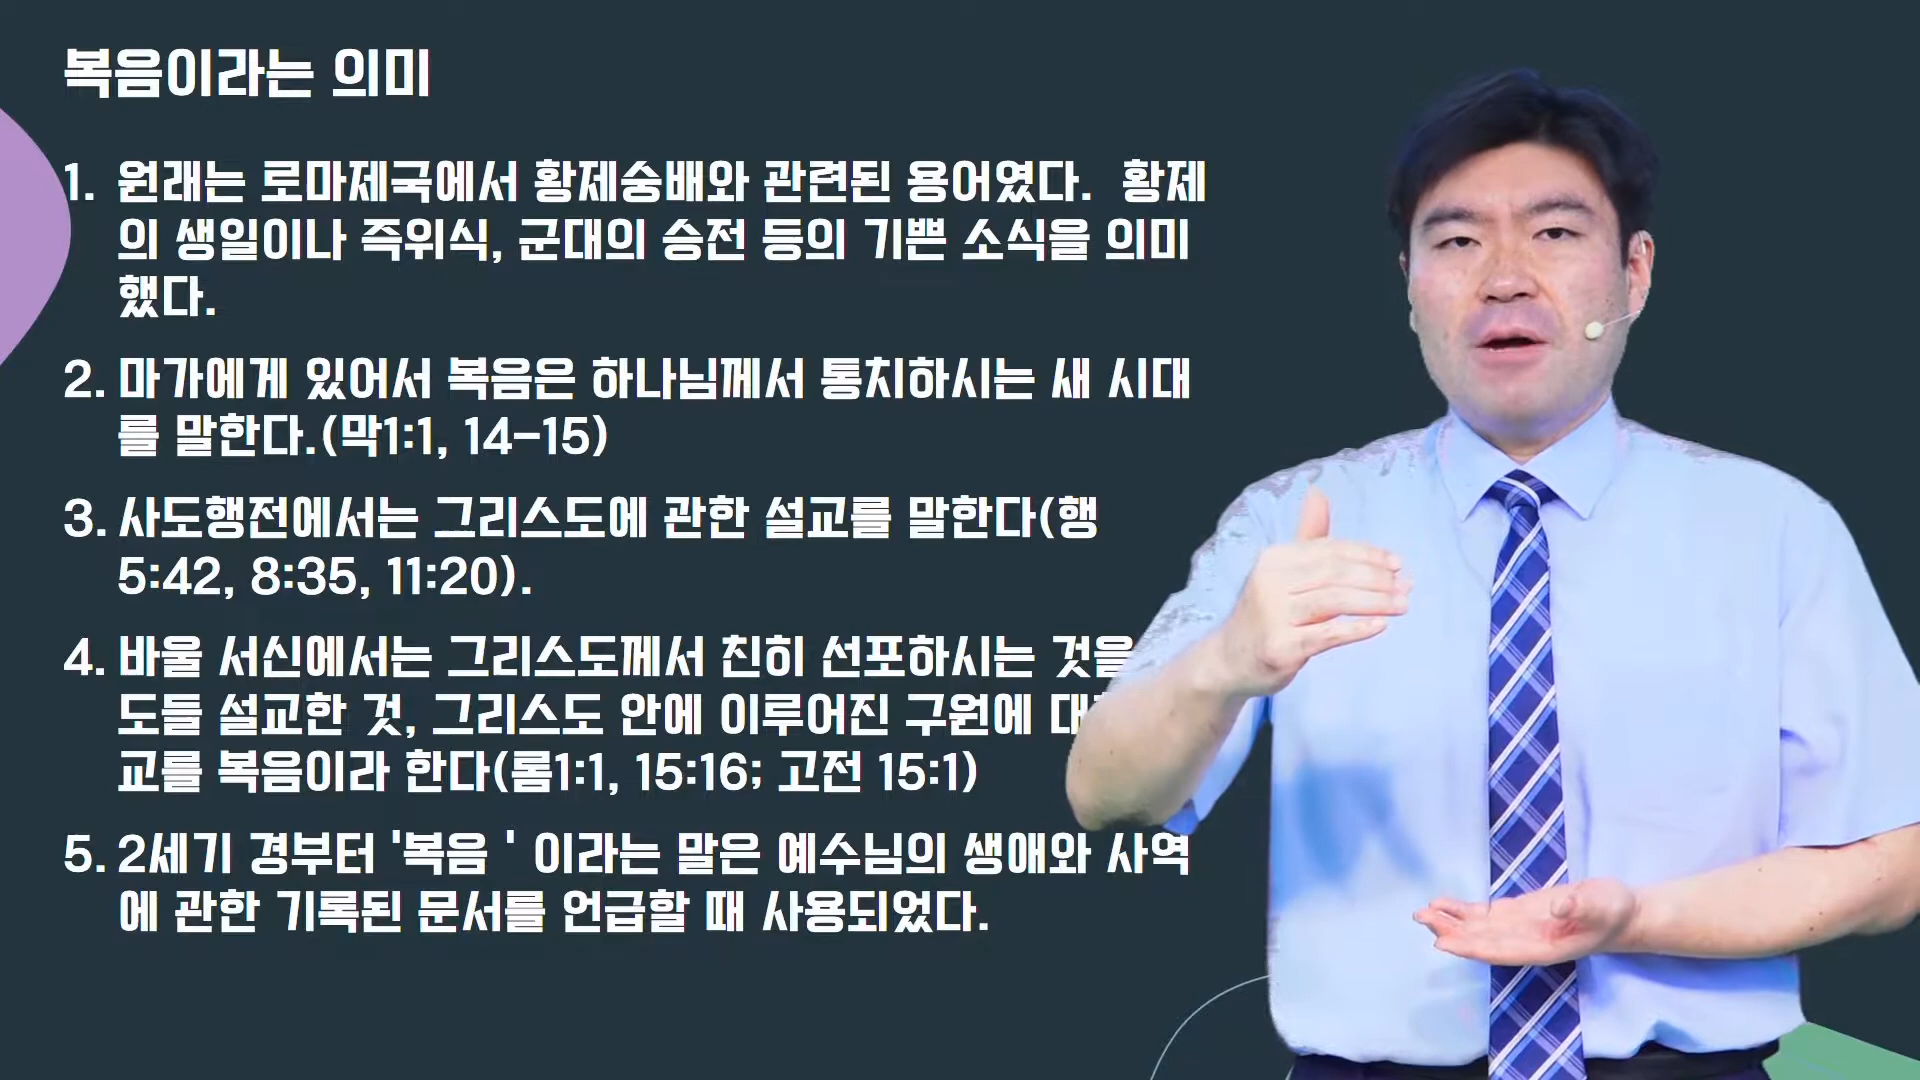 복음이라는 의미
1. 원래는 로마제국에서 황제숭배와 관련된 용어였다. 황제
의 생일이나 즉위식, 군대의 승전 등의 기쁜 소식을 의미
했다.
2. 마가에게 있어서 복음은 하나님께서 통치하시는 새 시대
를 말한다.(막1:1, 14-15)
3. 사도행전에서는 그리스도에 관한 설교를 말한다(행
5:42, 8:35, 11:20).
4. 바울 서신에서는 그리스도께서 친히 선포하시는 것을
도들 설교한 것, 그리스도 안에 이루어진 구원에
교를 복음이라 한다(롬1:1, 15:16; 고전 15:1)
5. 2세기 경부터 '복음 ' 이라는 말은 예수님의 생애와 사역
에 관한 기록된 문서를 언급할 때 사용되었다.